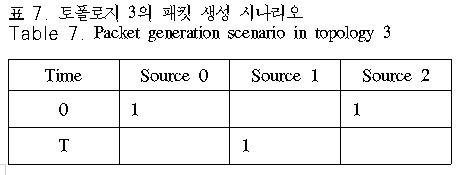 표 7. 토폴로지 3의 패킷 생성 시나리오
Table 7. Packet generation scenario in topology 3
Time Source 0 Source 1 Source 2
0 1 1
T 1